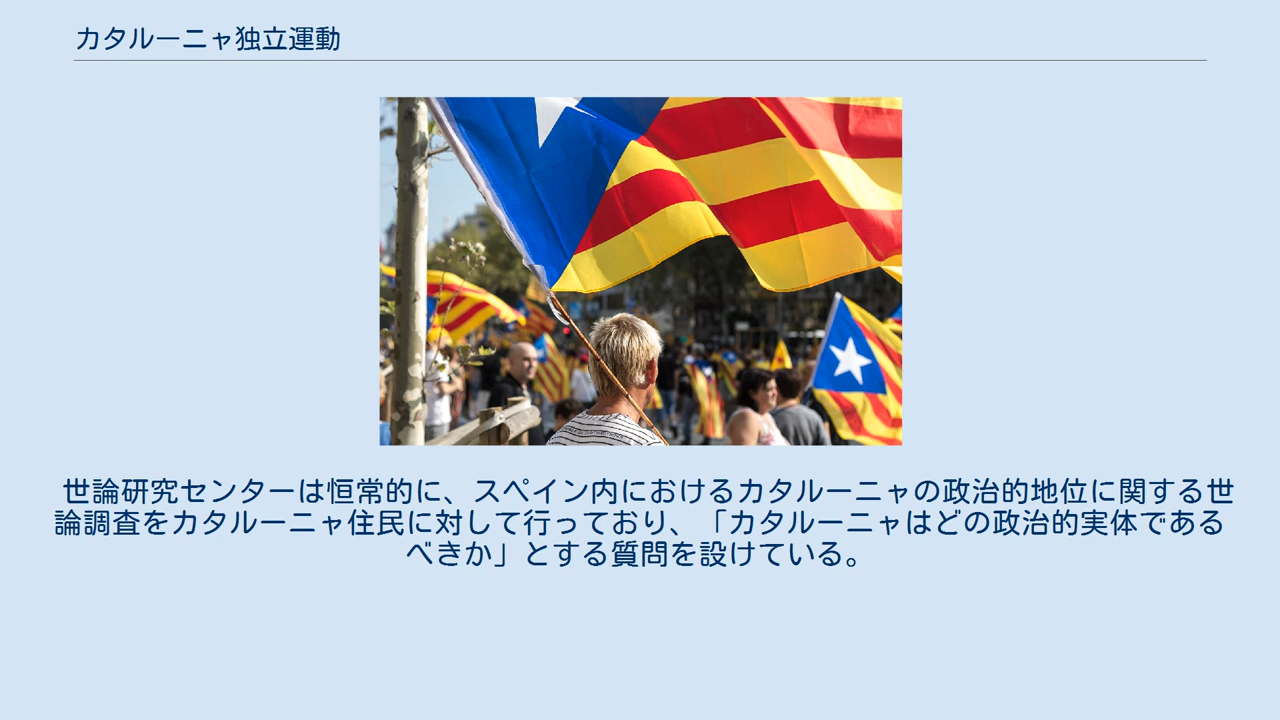 カタルーニャ独立運動
世論研究センターは恒常的に、スペイン内におけるカタルーニャの政治的地位に関する世
論調査をカタルーニャ住民に対して行っており、「カタルーニャはどの政治的実体である
べきか」とする質問を設けている。